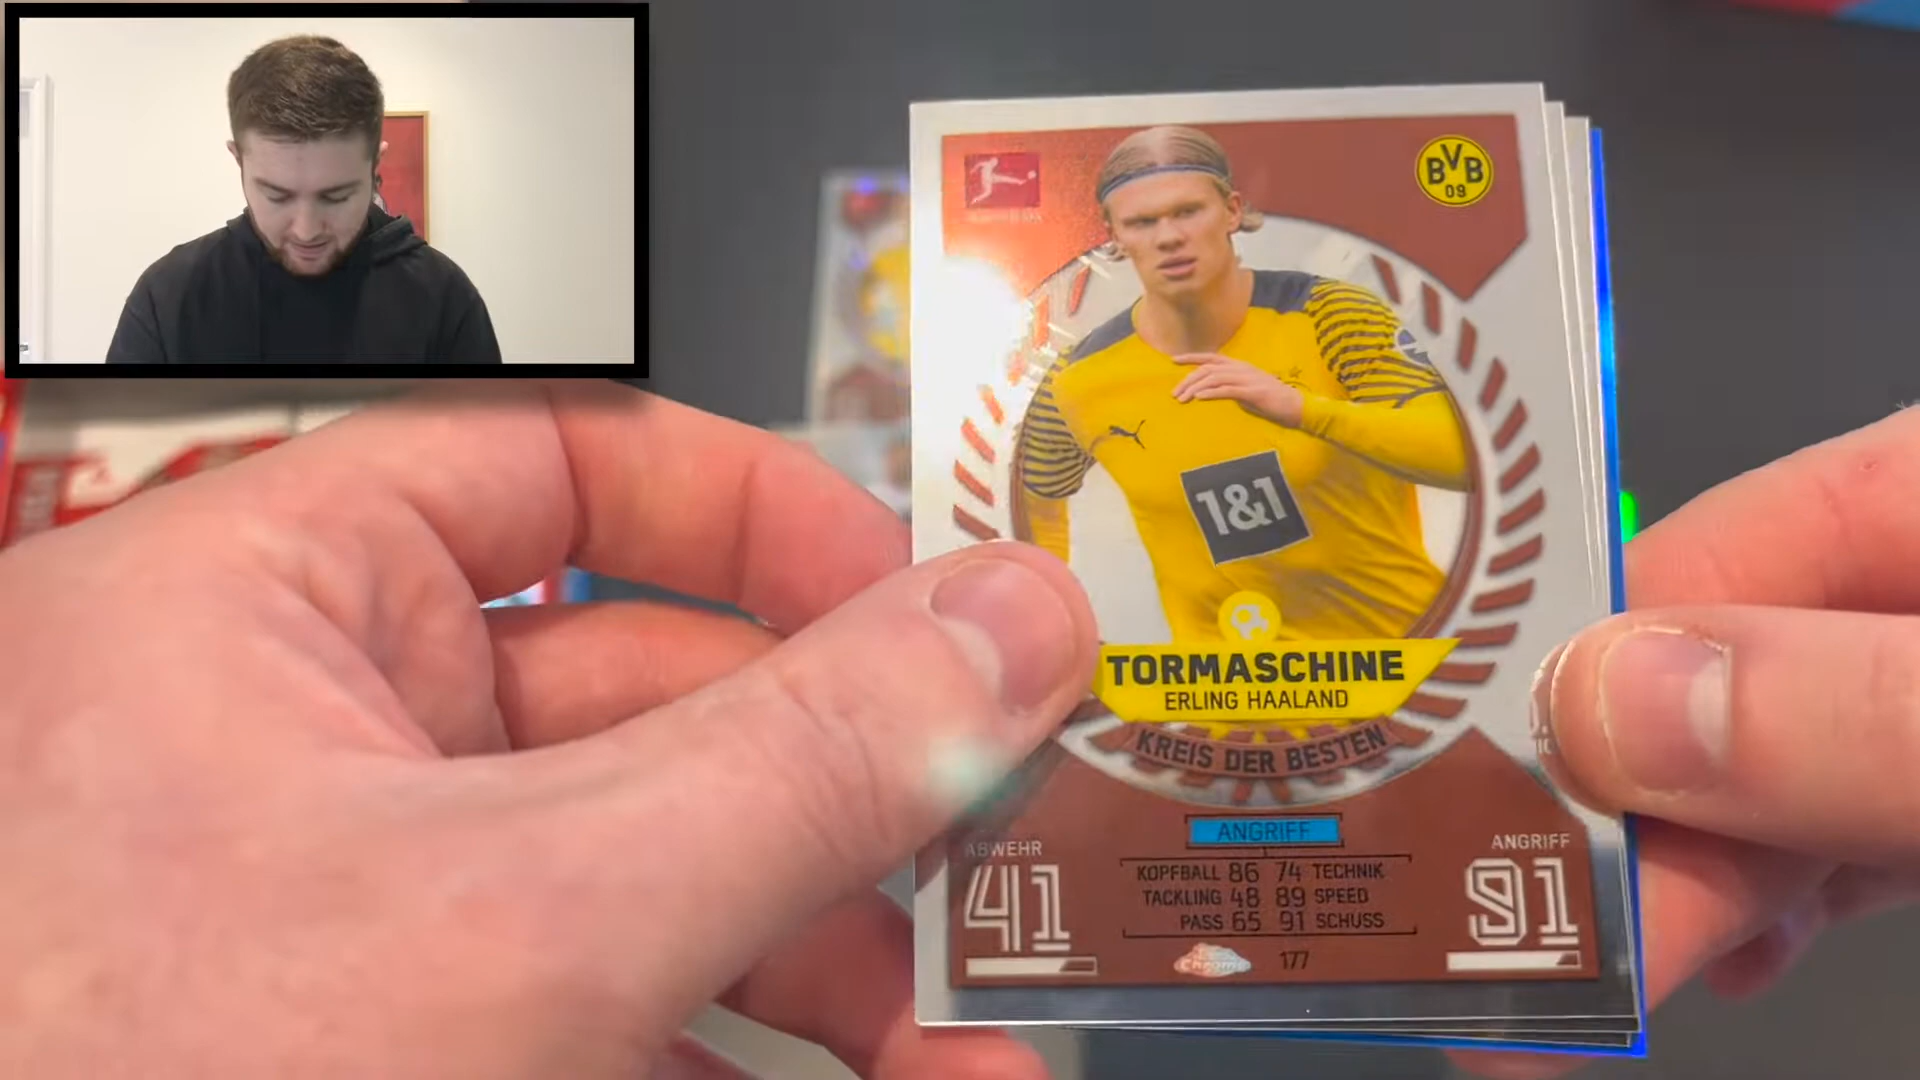 BVB
09
1&1
TORMASCHINE
ERLING HAALAND
KREIS DER BESTEN
ANGRIFF
ABWEHR
41
KOPFBALL 86 74 TECHNIK
TACKLING 48 89 SPEED
PASS 65 91 SCHUSS
ANGRIFF
91
Chrome
177